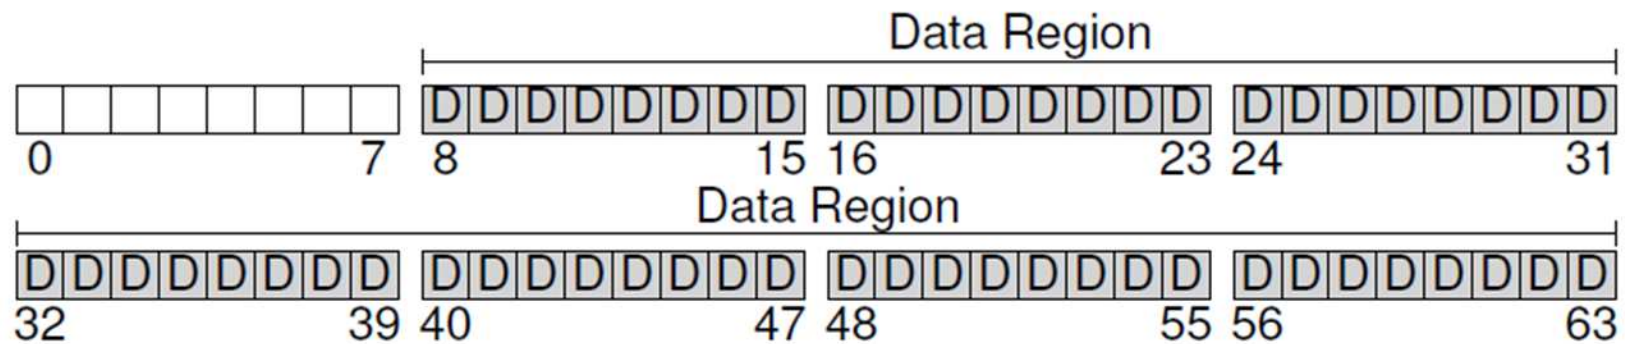 Data Region
D D D D D D D D D D D D D D D D D D D D D D D D
0 7 8 15 16 23 24 31
Data Region
D D D D D D D D D D D D D D D D D D D D D D D D D D D D D D D D
32 39 40 47 48 55 56 63